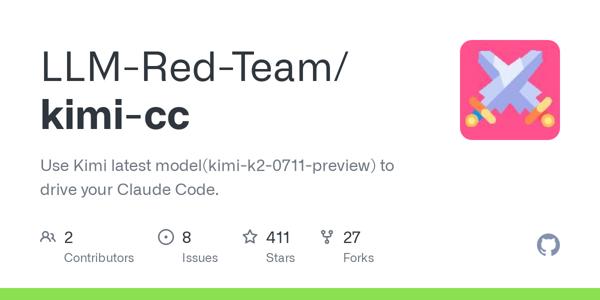 LLM-Red-Team/
kimi-cc
Use Kimi latest model(kimi-k2-0711-preview) to
drive your Claude Code.
2 8 411 27
Contributors Issues Stars Forks